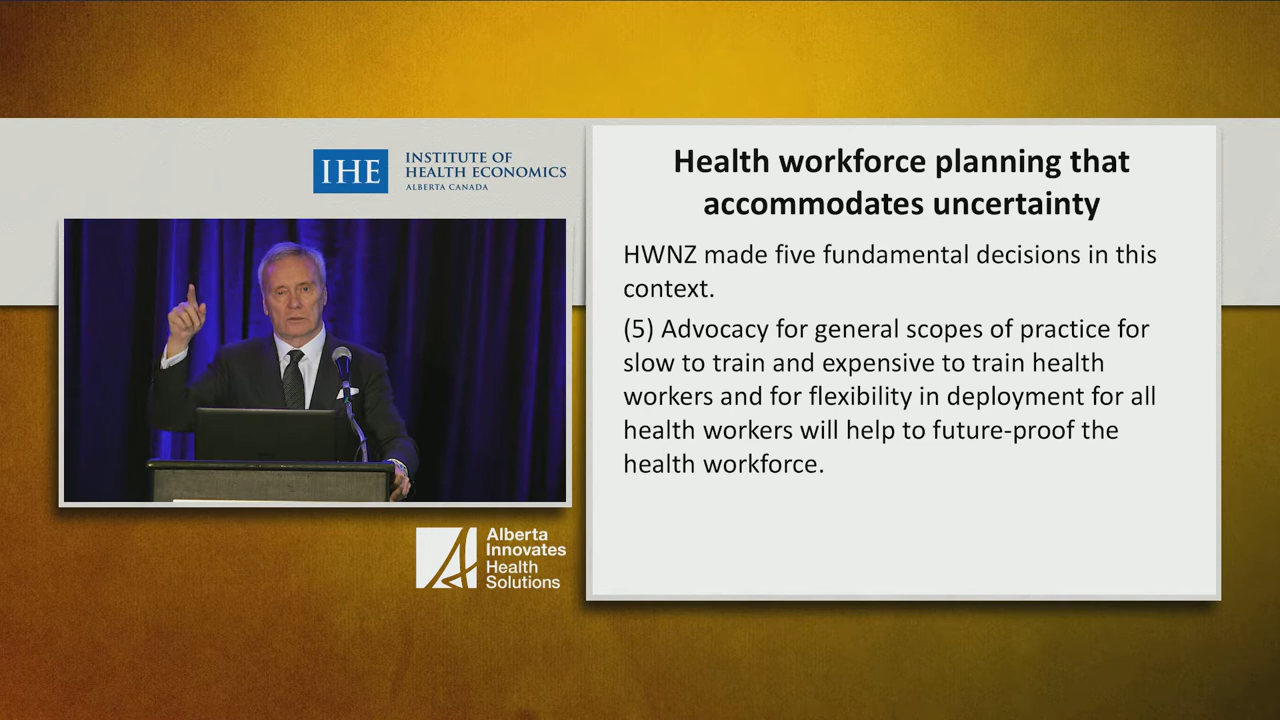 IHE
INSTITUTE OF
HEALTH ECONOMICS
ALBERTA CANADA
Health workforce planning that
accommodates uncertainty
HWNZ made five fundamental decisions in this
context.
(5) Advocacy for general scopes of practice for
slow to train and expensive to train health
workers and for flexibility in deployment for all
health workers will help to future-proof the
health workforce.
Alberta
Innovates
Health
Solutions